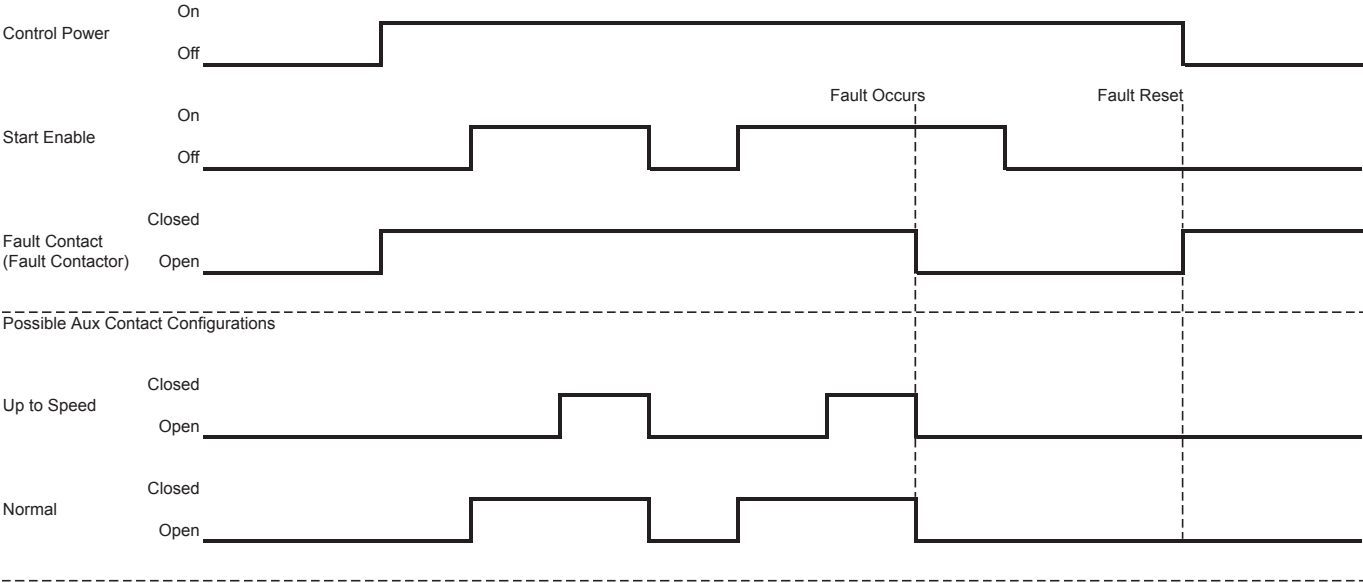 On
Control Power
Off
Fault Occurs
Fault Reset
On
Start Enable
Off
Closed
Fault Contact
(Fault Contactor)
Open
Possible Aux Contact Configurations
Closed
Up to Speed
Open
Closed
Normal
Open